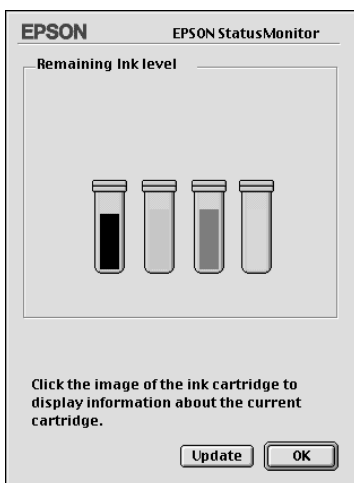 EPSON EPSON StatusMonitor
Remaining Ink level
Click the image of the ink cartridge to
display information about the current
cartridge.
Update OK